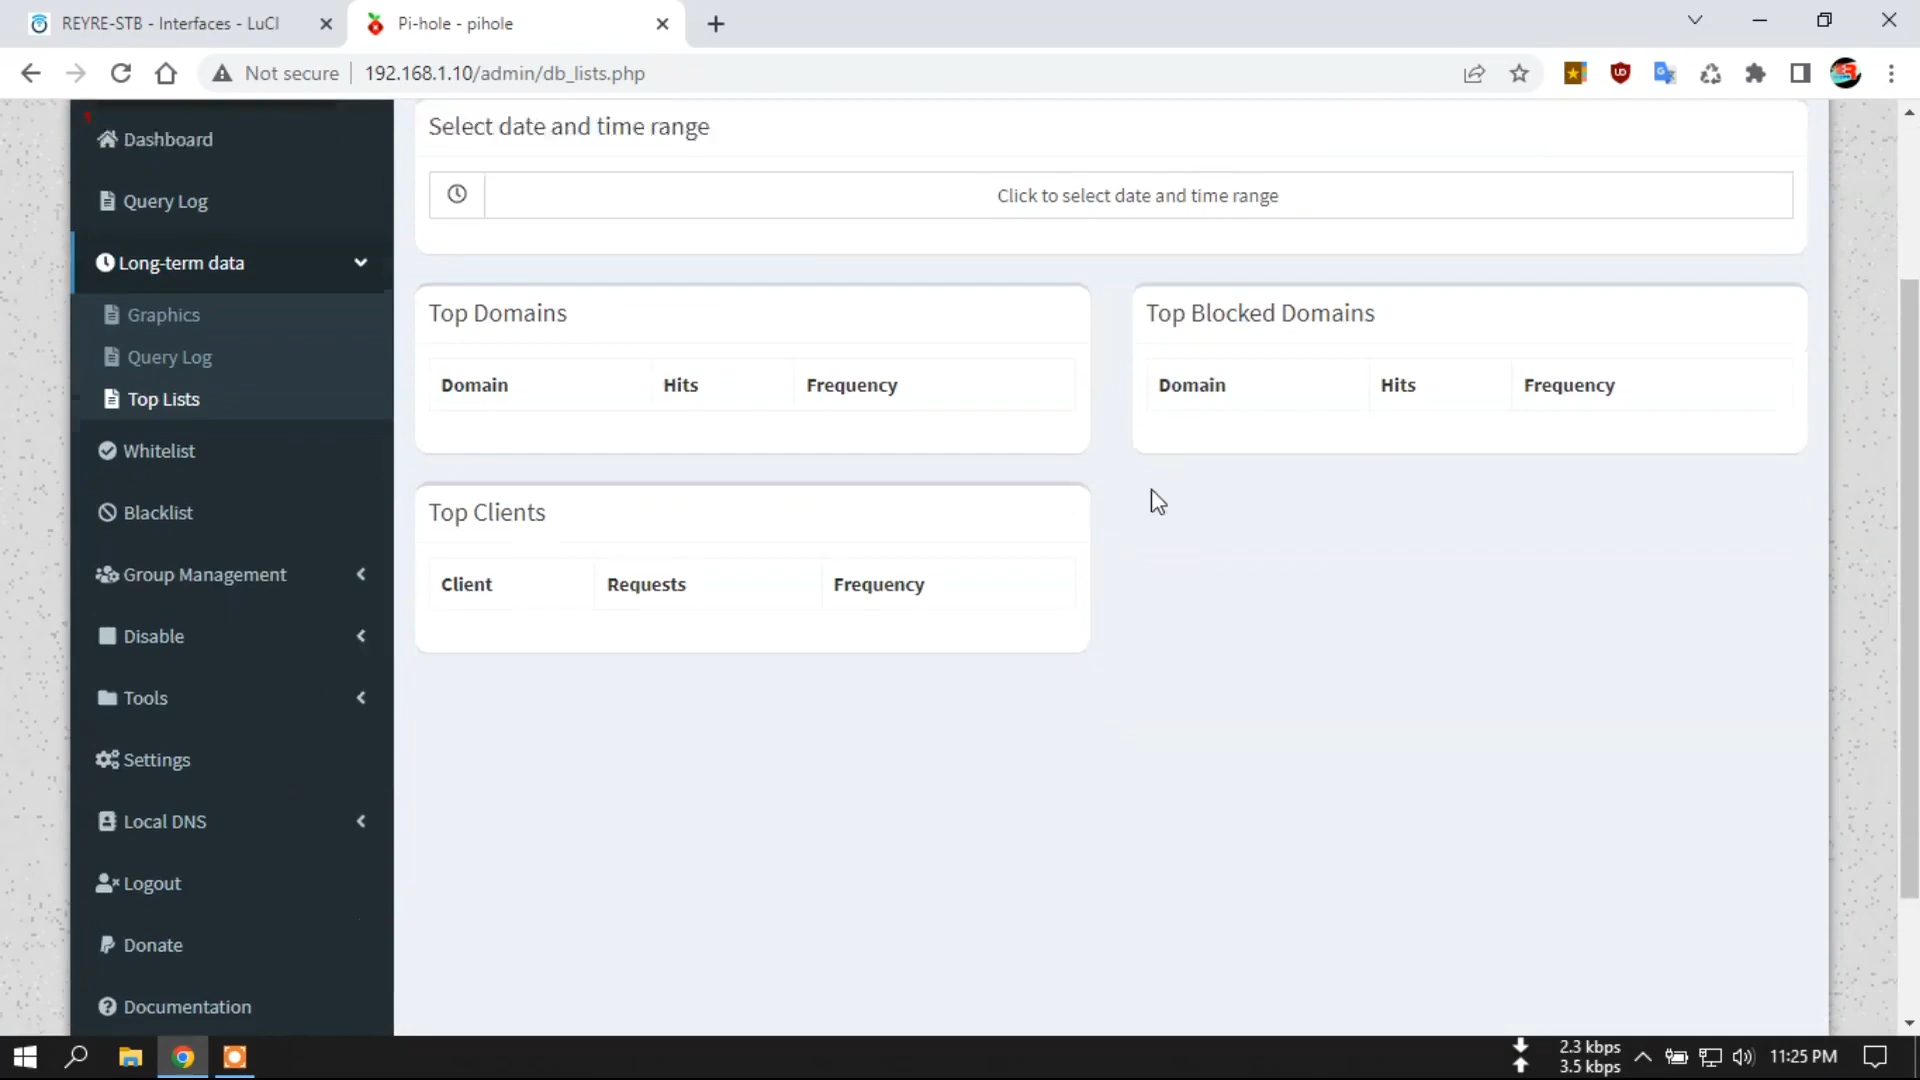 REYRE-STB - Interfaces - LuCI
Pi-hole - pihole
Not secure
192.168.1.10/admin/db_lists.php
Dashboard
Query Log
Long-term data
Graphics
Query Log
Top Lists
Whitelist
Blacklist
Group Management
Disable
Tools
Settings
Local DNS
Logout
Donate
Documentation
Select date and time range
Click to select date and time range
Top Domains
Domain Hits Frequency
Top Blocked Domains
Domain Hits Frequency
Top Clients
Client Requests Frequency
2.3 kbps
3.5 kbps
11:25 PM